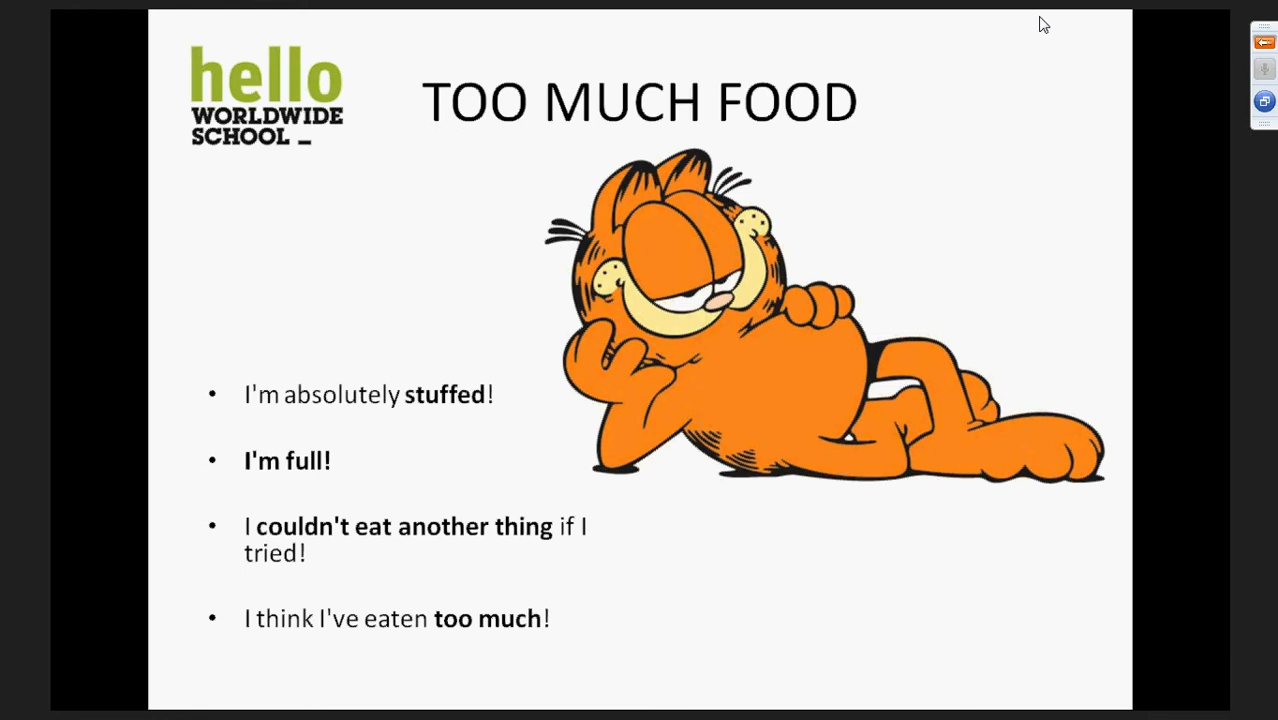 hello
WORLDWIDE
SCHOOL _
TOO MUCH FOOD
• I'm absolutely stuffed!
• I'm full!
• I couldn't eat another thing if I
tried!
• I think I've eaten too much!